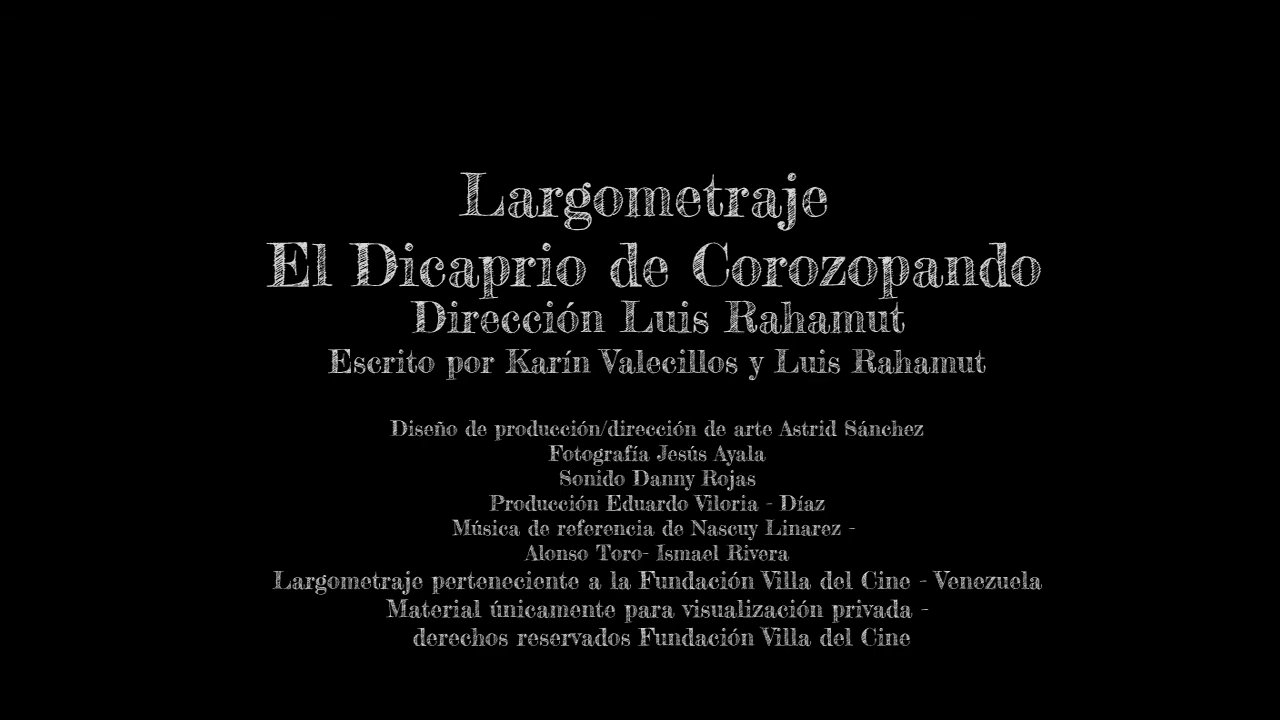 Largometraje
El Dicaprio de Corozopando
Dirección Luis Rahamut
Escrito por Karín Valecillos y Luis Rahamut
Diseño de producción/dirección de arte Astrid Sánchez
Fotografía Jesús Ayala
Sonido Danny Rojas
Producción Eduardo Viloria - Díaz
Música de referencia de Nascuy Linarez -
Alonso Toro- Ismael Rivera
Largometraje perteneciente a la Fundación Villa del Cine - Venezuela
Material únicamente para visualización privada -
derechos reservados Fundación Villa del Cine